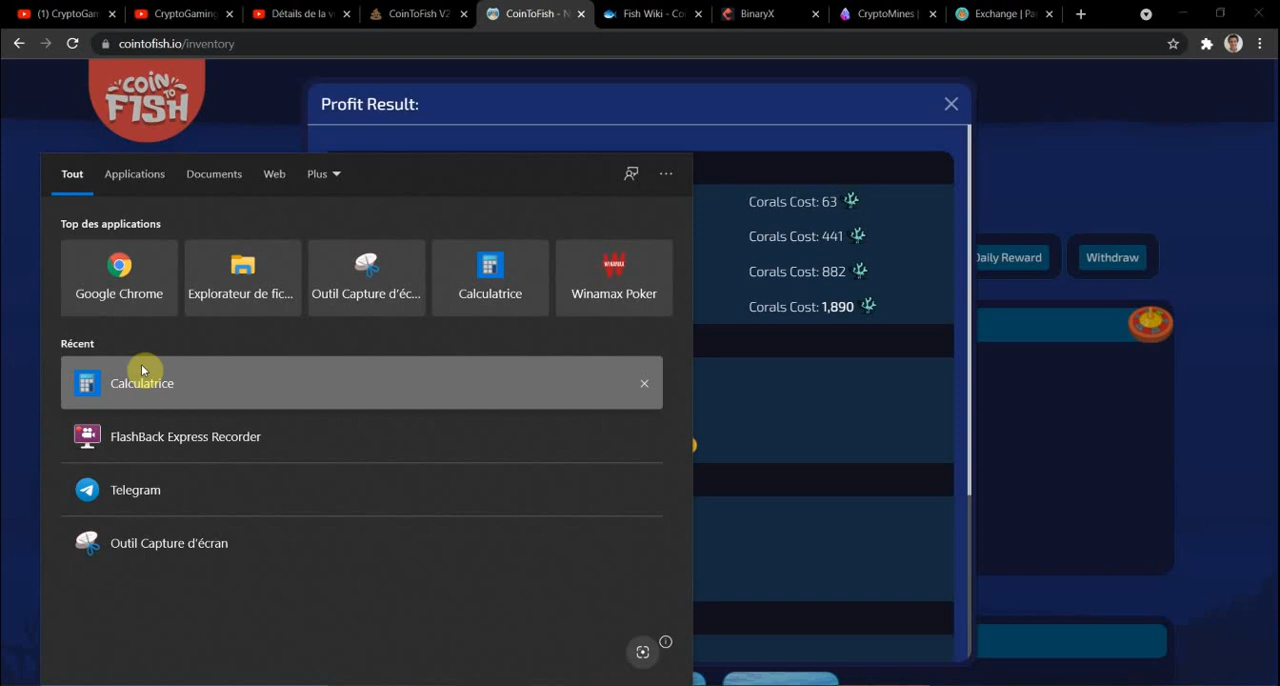 (1) CryptoGam
CryptoGaming
Détails de la v
CoinToFish V2
CoinToFish - N
Fish Wiki - Coi
BinaryX
CryptoMines |
Exchange | Pa
cointofish.io/inventory
COIN TO FISH
Profit Result:
Tout
Applications
Documents
Web
Plus
Top des applications
Google Chrome
Explorateur de fic...
Outil Capture d'éc...
Calculatrice
WINAMAX
Winamax Poker
Récent
Calculatrice
FlashBack Express Recorder
Telegram
Outil Capture d'écran
Corals Cost: 63
Corals Cost: 441
Corals Cost: 882
Corals Cost: 1,890
Daily Reward
Withdraw